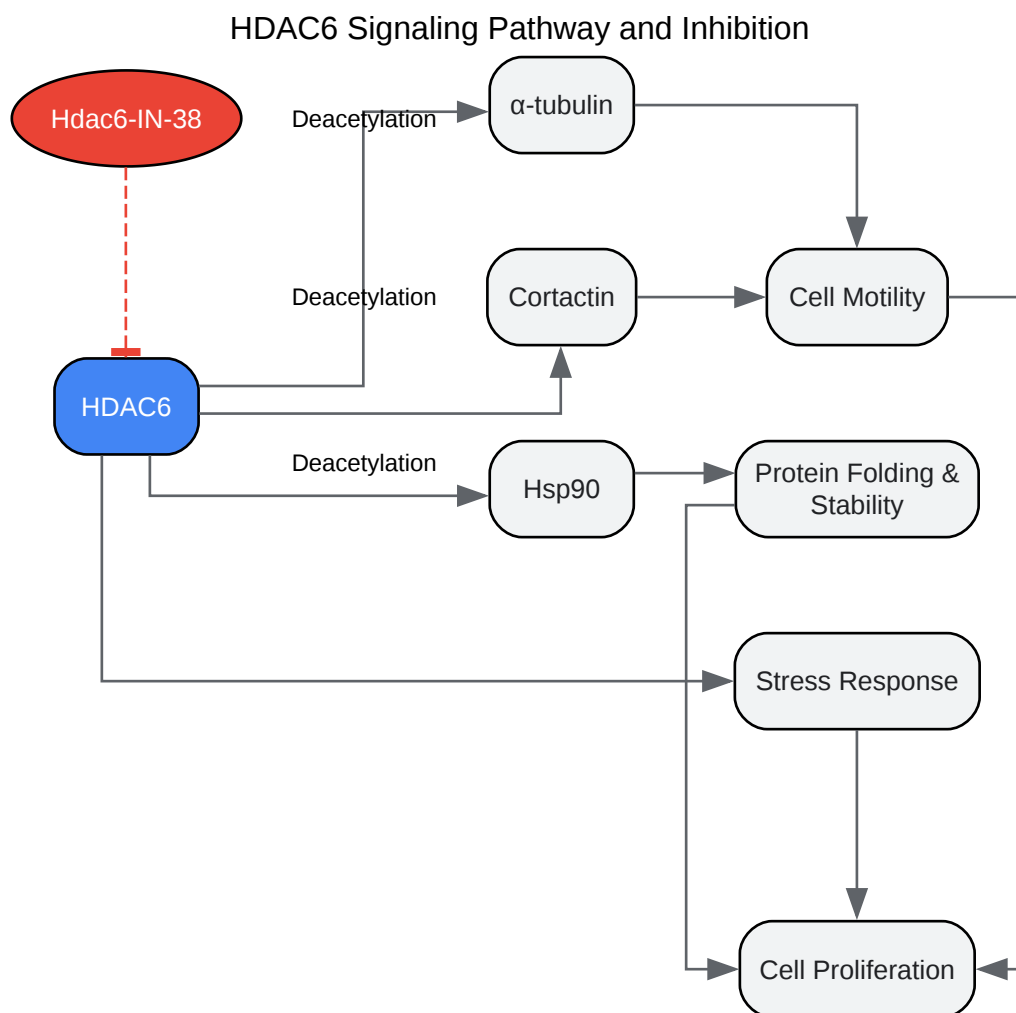 HDAC6 Signaling Pathway and Inhibition
Hdac6-IN-38
Deacetylation
α-tubulin
Deacetylation
Cortactin
Cell Motility
HDAC6
Deacetylation
Hsp90
Protein Folding &
Stability
Stress Response
Cell Proliferation